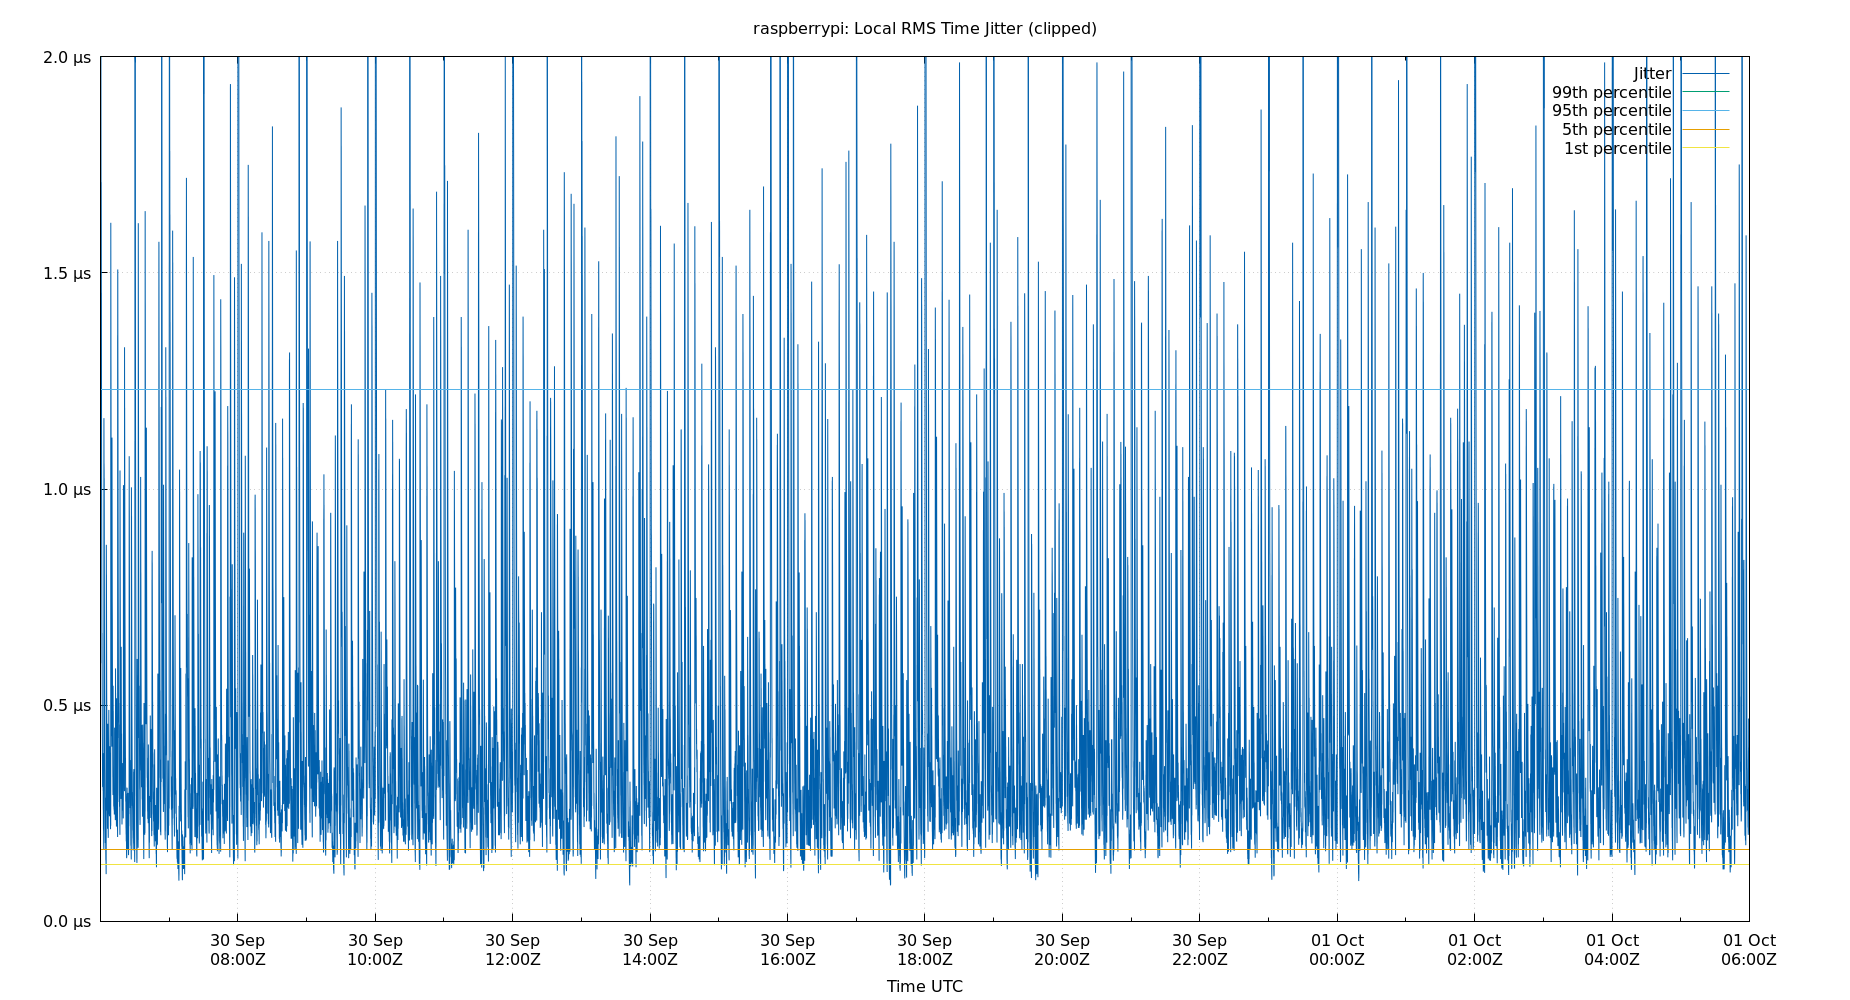 raspberrypi: Local RMS Time Jitter (clipped)
2.0 µs
1.5 µs
1.0 µs
0.5 µs
0.0 µs
Jitter
99th percentile
95th percentile
5th percentile
1st percentile
30 Sep 30 Sep 30 Sep 30 Sep 30 Sep 30 Sep 30 Sep 30 Sep 01 Oct 01 Oct 01 Oct 01 Oct
08:00Z 10:00Z 12:00Z 14:00Z 16:00Z 18:00Z 20:00Z 22:00Z 00:00Z 02:00Z 04:00Z 06:00Z
Time UTC